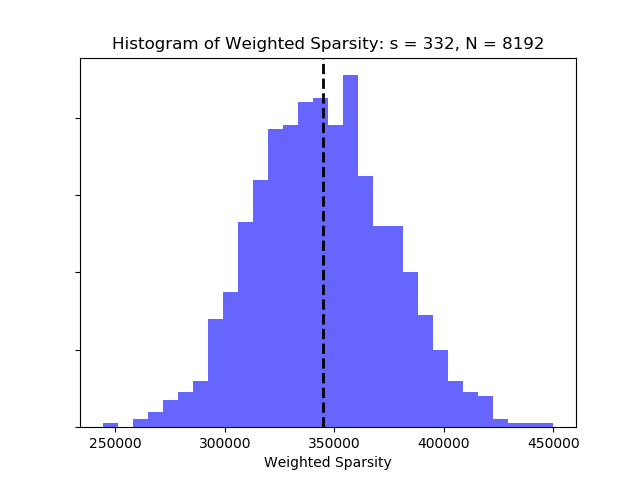 Histogram of Weighted Sparsity: s = 332, N = 8192
250000 300000 350000 400000 450000
Weighted Sparsity